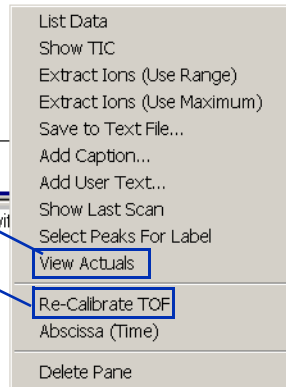 List Data
Show TIC
Extract Ions (Use Range)
Extract Ions (Use Maximum)
Save to Text File...
Add Caption...
Add User Text...
Show Last Scan
Select Peaks For Label
View Actuals
Re-Calibrate TOF
Abscissa (Time)
Delete Pane